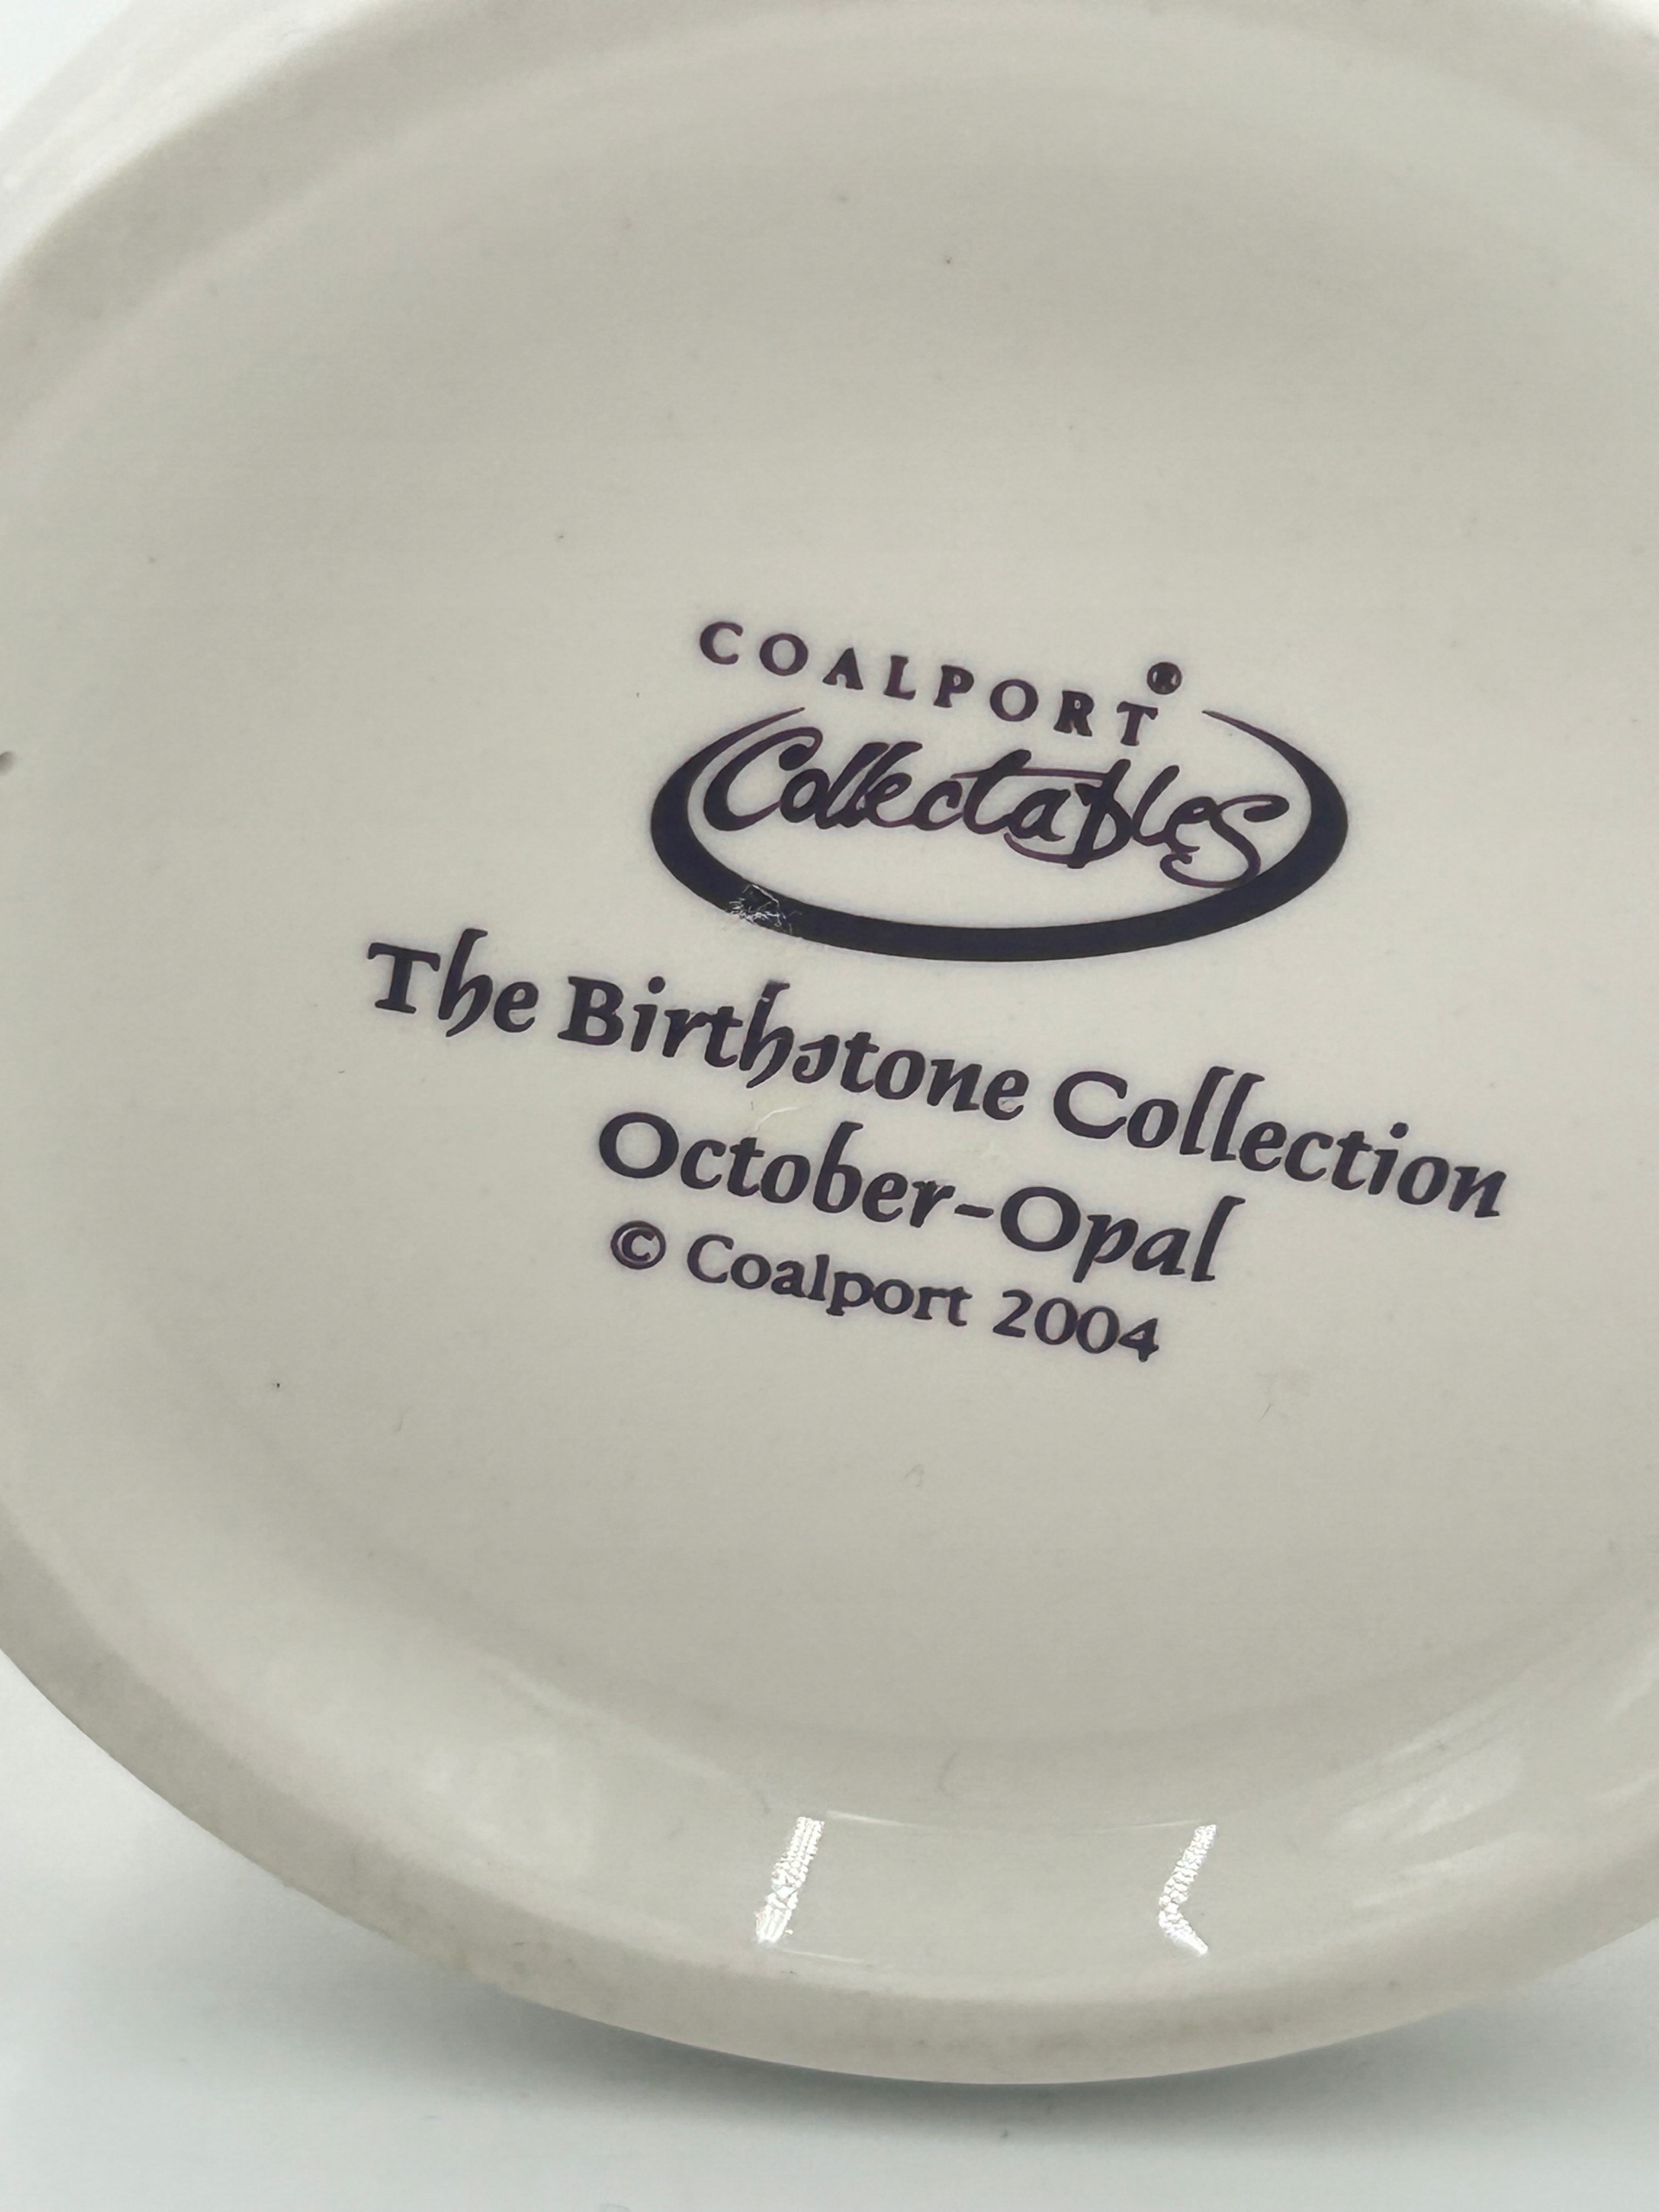 COALPORT®
Collectables
The Birthstone Collection
October-Opal
© Coalport 2004